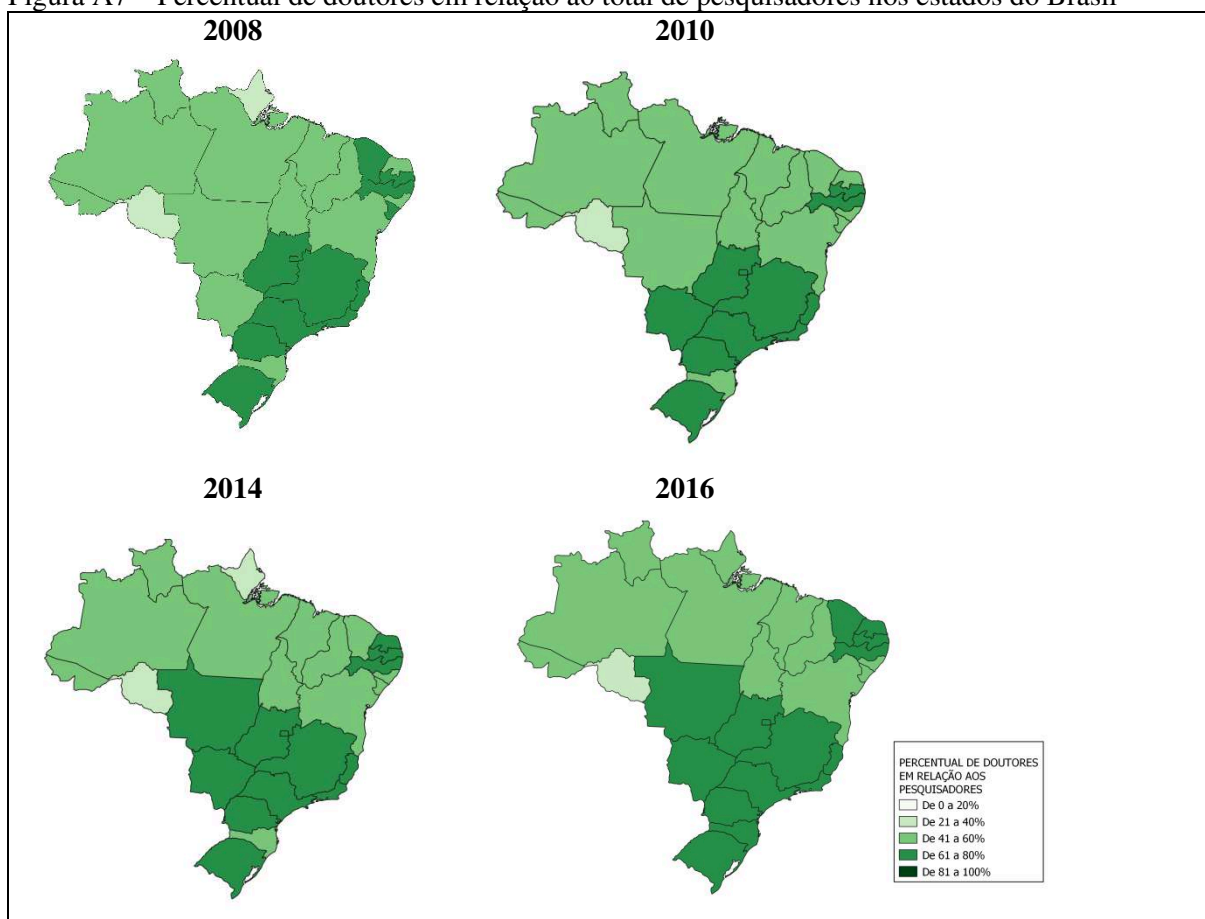 Figura A7 – Percentual de doutores em relação ao total de pesquisadores nos estados do Brasil
2008
2010
2014
2016
PERCENTUAL DE DOUTORES
EM RELAÇÃO AOS
PESQUISADORES
De 0 a 20%
De 21 a 40%
De 41 a 60%
De 61 a 80%
De 81 a 100%